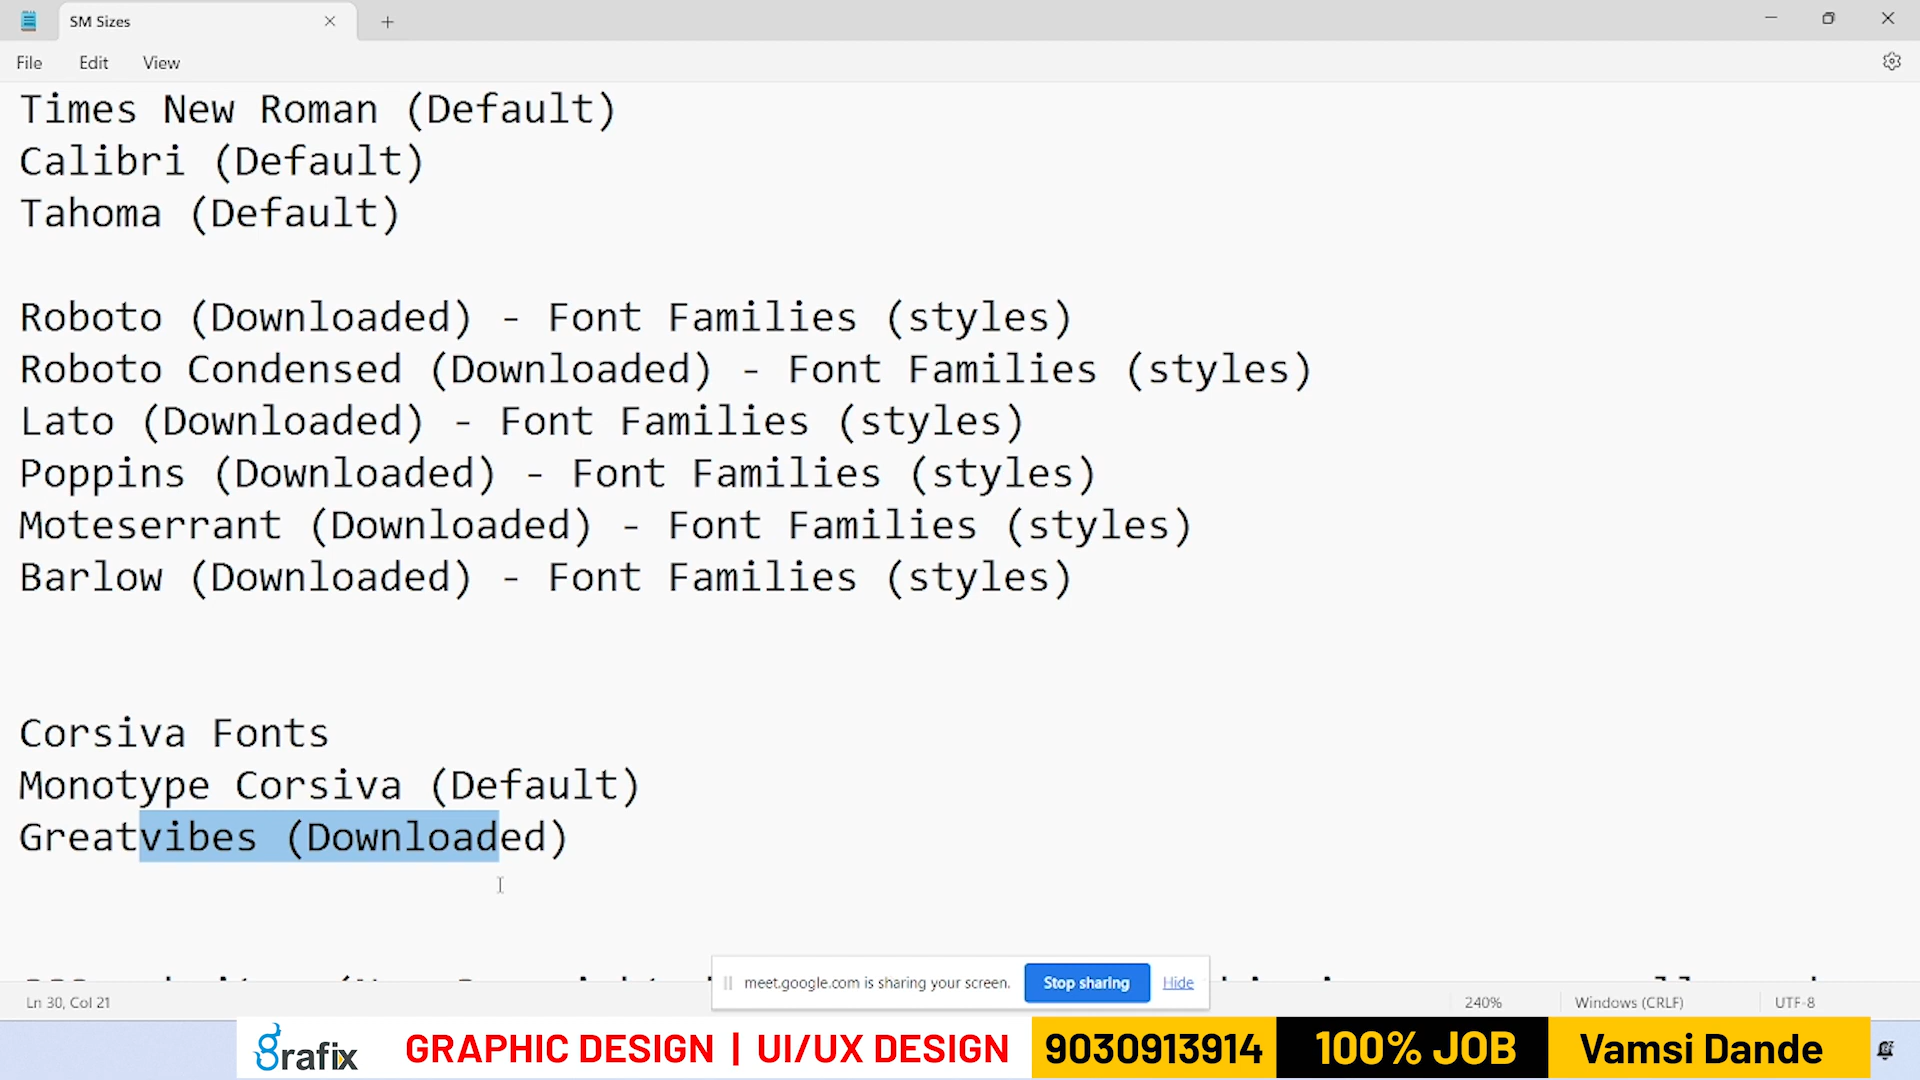 SM Sizes
File Edit View
Times New Roman (Default)
Calibri (Default)
Tahoma (Default)
Roboto (Downloaded) - Font Families (styles)
Roboto Condensed (Downloaded) - Font Families (styles)
Lato (Downloaded) - Font Families (styles)
Poppins (Downloaded) - Font Families (styles)
Moteserrant (Downloaded) - Font Families (styles)
Barlow (Downloaded) - Font Families (styles)
Corsiva Fonts
Monotype Corsiva (Default)
Greatvibes (Downloaded)
meet.google.com is sharing your screen. Stop sharing Hide
Ln 30, Col 21 240% Windows (CRLF) UTF-8
Grafix GRAPHIC DESIGN | UI/UX DESIGN 9030913914 100% JOB Vamsi Dande